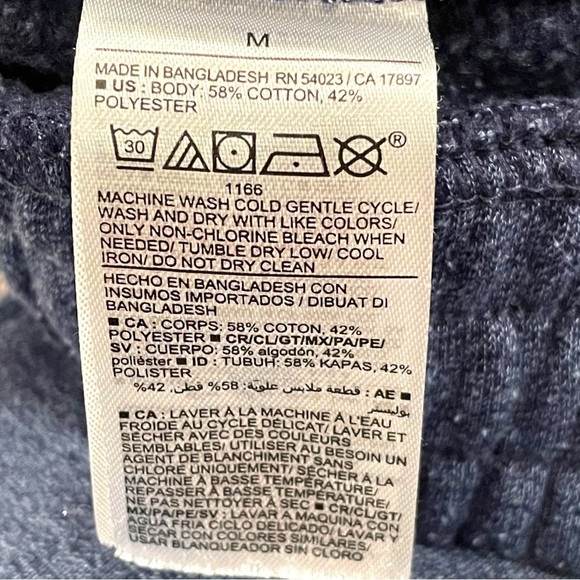 M
MADE IN BANGLADESH RN 54023 / CA 17897
■ US : BODY: 58% COTTON, 42%
POLYESTER
30
®
1166
MACHINE WASH COLD GENTLE CYCLE/
WASH AND DRY WITH LIKE COLORS/
ONLY NON-CHLORINE BLEACH WHEN
NEEDED/ TUMBLE DRY LOW/ COOL
IRON/ DO NOT DRY CLEAN
HECHO EN BANGLADESH CON
INSUMOS IMPORTADOS / DIBUAT DI
BANGLADESH
■ CA : CORPS: 58% COTON, 42%
POLYESTER ■ CR/CL/GT/MX/PA/PE/
SV : CUERPO: 58% algodón, 42%
poliéster ■ ID : TUBUH: 58% KAPAS, 42%
POLISTER
■ AE : قطعة ملابس علوية: 58% قطن, 42%
بوليستر
■ CA : LAVER À LA MACHINE À L'EAU
FROIDE AU CYCLE DÉLICAT/ LAVER ET
SÉCHER AVEC DES COULEURS
SEMBLABLES/ UTILISER AU BESOIN UN
AGENT DE BLANCHIMENT SANS
CHLORE UNIQUEMENT/ SÉCHER À LA
MACHINE À BASSE TEMPÉRATURE/
REPASSER À BASSE TEMPÉRATURE/
NE PAS NETTOYER À SEC ■ CR/CL/GT/
MX/PA/PE/SV : LAVAR A MÁQUINA CON
AGUA FRIA CICLO DELICADO/ LAVAR Y
SECAR CON COLORES SIMILARES/
USAR BLANQUEADOR SIN CLORO